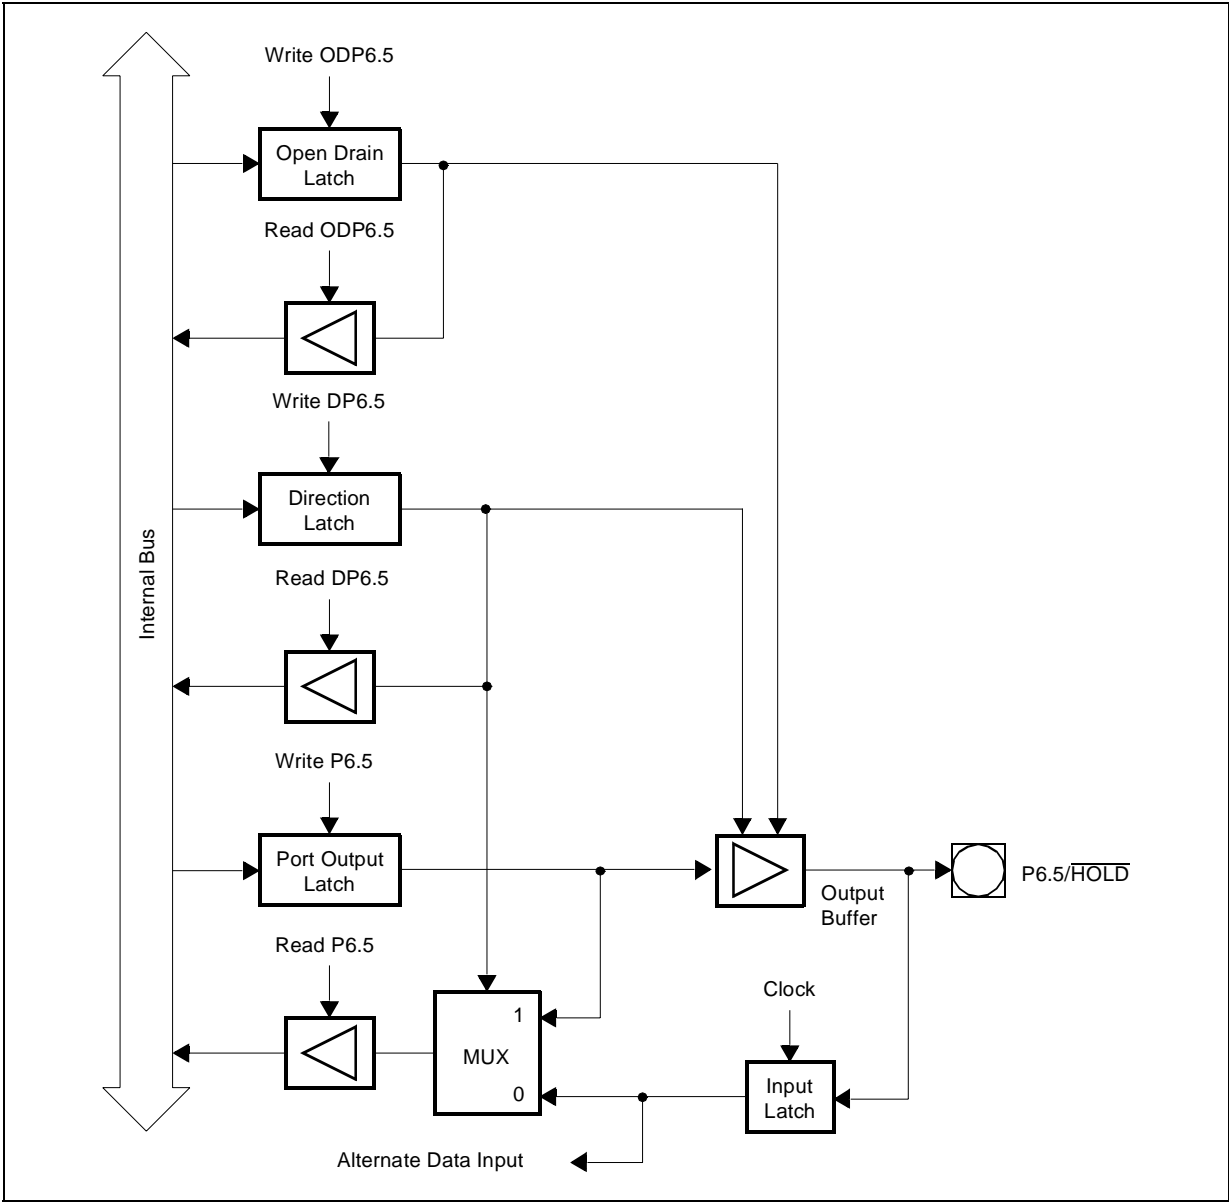 Write ODP6.5
Open Drain
Latch
Read ODP6.5
Write DP6.5
Direction
Latch
Internal Bus
Read DP6.5
Write P6.5
Port Output
Latch
Output
Buffer
P6.5/HOLD
Read P6.5
Clock
1
MUX
0
Input
Latch
Alternate Data Input